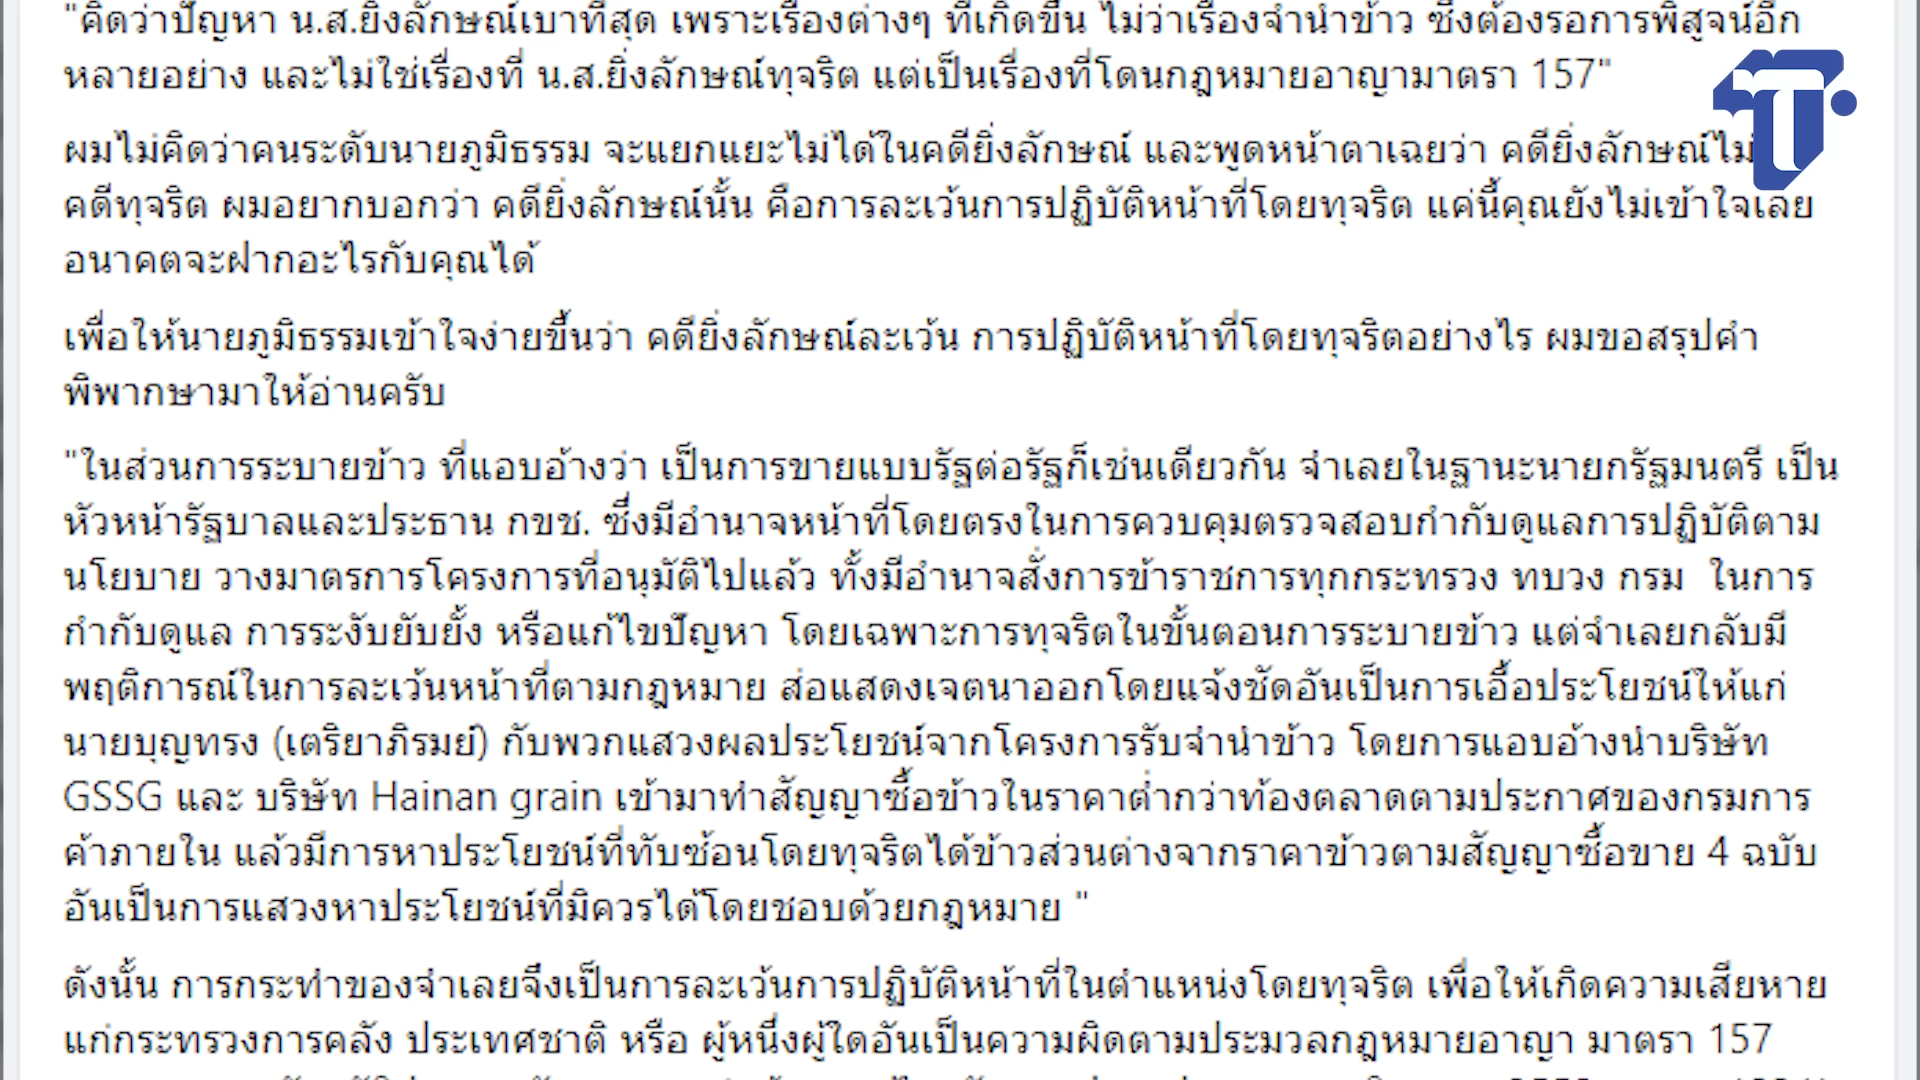 "คิดว่าปัญหา น.ส.ยิ่งลักษณ์เบาที่สุด เพราะเรื่องต่างๆ ที่เกิดขึ้น ไม่ว่าเรื่องจำนำข้าว ซึ่งต้องรอการพิสูจน์อีก
หลายอย่าง และไม่ใช่เรื่องที่ น.ส.ยิ่งลักษณ์ทุจริต แต่เป็นเรื่องที่โดนกฎหมายอาญามาตรา 157"
ผมไม่คิดว่าคนระดับนายภูมิธรรม จะแยกแยะไม่ได้ในคดียิ่งลักษณ์ และพูดหน้าตาเฉยว่า คดียิ่งลักษณ์ไม่
คดีทุจริต ผมอยากบอกว่า คดียิ่งลักษณ์นั้น คือการละเว้นการปฏิบัติหน้าที่โดยทุจริต แค่นี้คุณยังไม่เข้าใจเลย
อนาคตจะฝากอะไรกับคุณได้
เพื่อให้นายภูมิธรรมเข้าใจง่ายขึ้นว่า คดียิ่งลักษณ์ละเว้น การปฏิบัติหน้าที่โดยทุจริตอย่างไร ผมขอสรุปคำ
พิพากษามาให้อ่านครับ
"ในส่วนการระบายข้าว ที่แอบอ้างว่า เป็นการขายแบบรัฐต่อรัฐก็เช่นเดียวกัน จำเลยในฐานะนายกรัฐมนตรี เป็น
หัวหน้ารัฐบาลและประธาน กขช. ซึ่งมีอำนาจหน้าที่โดยตรงในการควบคุมตรวจสอบกำกับดูแลการปฏิบัติตาม
นโยบาย วางมาตรการโครงการที่อนุมัติไปแล้ว ทั้งมีอำนาจสั่งการข้าราชการทุกกระทรวง ทบวง กรม  ในการ
กำกับดูแล การระงับยับยั้ง หรือแก้ไขปัญหา โดยเฉพาะการทุจริตในขั้นตอนการระบายข้าว แต่จำเลยกลับมี
พฤติการณ์ในการละเว้นหน้าที่ตามกฎหมาย ส่อแสดงเจตนาออกโดยแจ้งชัดอันเป็นการเอื้อประโยชน์ให้แก่
นายบุญทรง (เตริยาภิรมย์) กับพวกแสวงผลประโยชน์จากโครงการรับจำนำข้าว โดยการแอบอ้างนำบริษัท
GSSG และ บริษัท Hainan grain เข้ามาทำสัญญาซื้อข้าวในราคาต่ำกว่าท้องตลาดตามประกาศของกรมการ
ค้าภายใน แล้วมีการหาประโยชน์ที่ทับซ้อนโดยทุจริตได้ข้าวส่วนต่างจากราคาข้าวตามสัญญาซื้อขาย 4 ฉบับ
อันเป็นการแสวงหาประโยชน์ที่มิควรได้โดยชอบด้วยกฎหมาย "
ดังนั้น การกระทำของจำเลยจึงเป็นการละเว้นการปฏิบัติหน้าที่ในตำแหน่งโดยทุจริต เพื่อให้เกิดความเสียหาย
แก่กระทรวงการคลัง ประเทศชาติ หรือ ผู้หนึ่งผู้ใดอันเป็นความผิดตามประมวลกฎหมายอาญา มาตรา 157